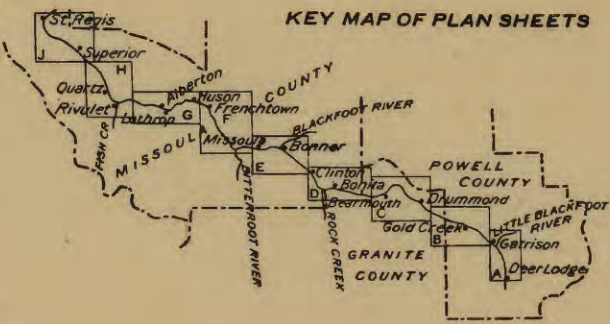 KEY MAP OF PLAN SHEETS
St. Regis
Superior
J
H
Quartz
Alberton
Huson
COUNTY
Rivulet
Frenchtown
Lothrop
G
F
BLACKFOOT RIVER
FISH CR
MISSOULA
Missoula
Bonner
E
POWELL
COUNTY
Clinton
Bonita
D
Bearmouth
C
Drummond
BITTERROOT RIVER
ROCK CREEK
Gold Creek
B
LITTLE BLACKFOOT
RIVER
GRANITE
COUNTY
Garrison
A
Deer Lodge